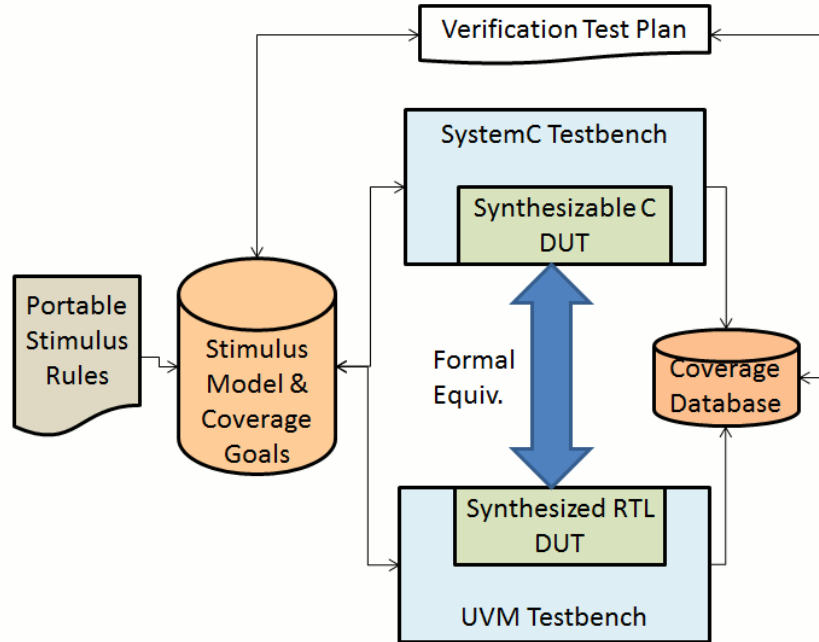 Verification Test Plan
SystemC Testbench
Synthesizable C
DUT
Portable
Stimulus
Rules
Stimulus
Model &
Coverage
Goals
Formal
Equiv.
Coverage
Database
Synthesized RTL
DUT
UVM Testbench